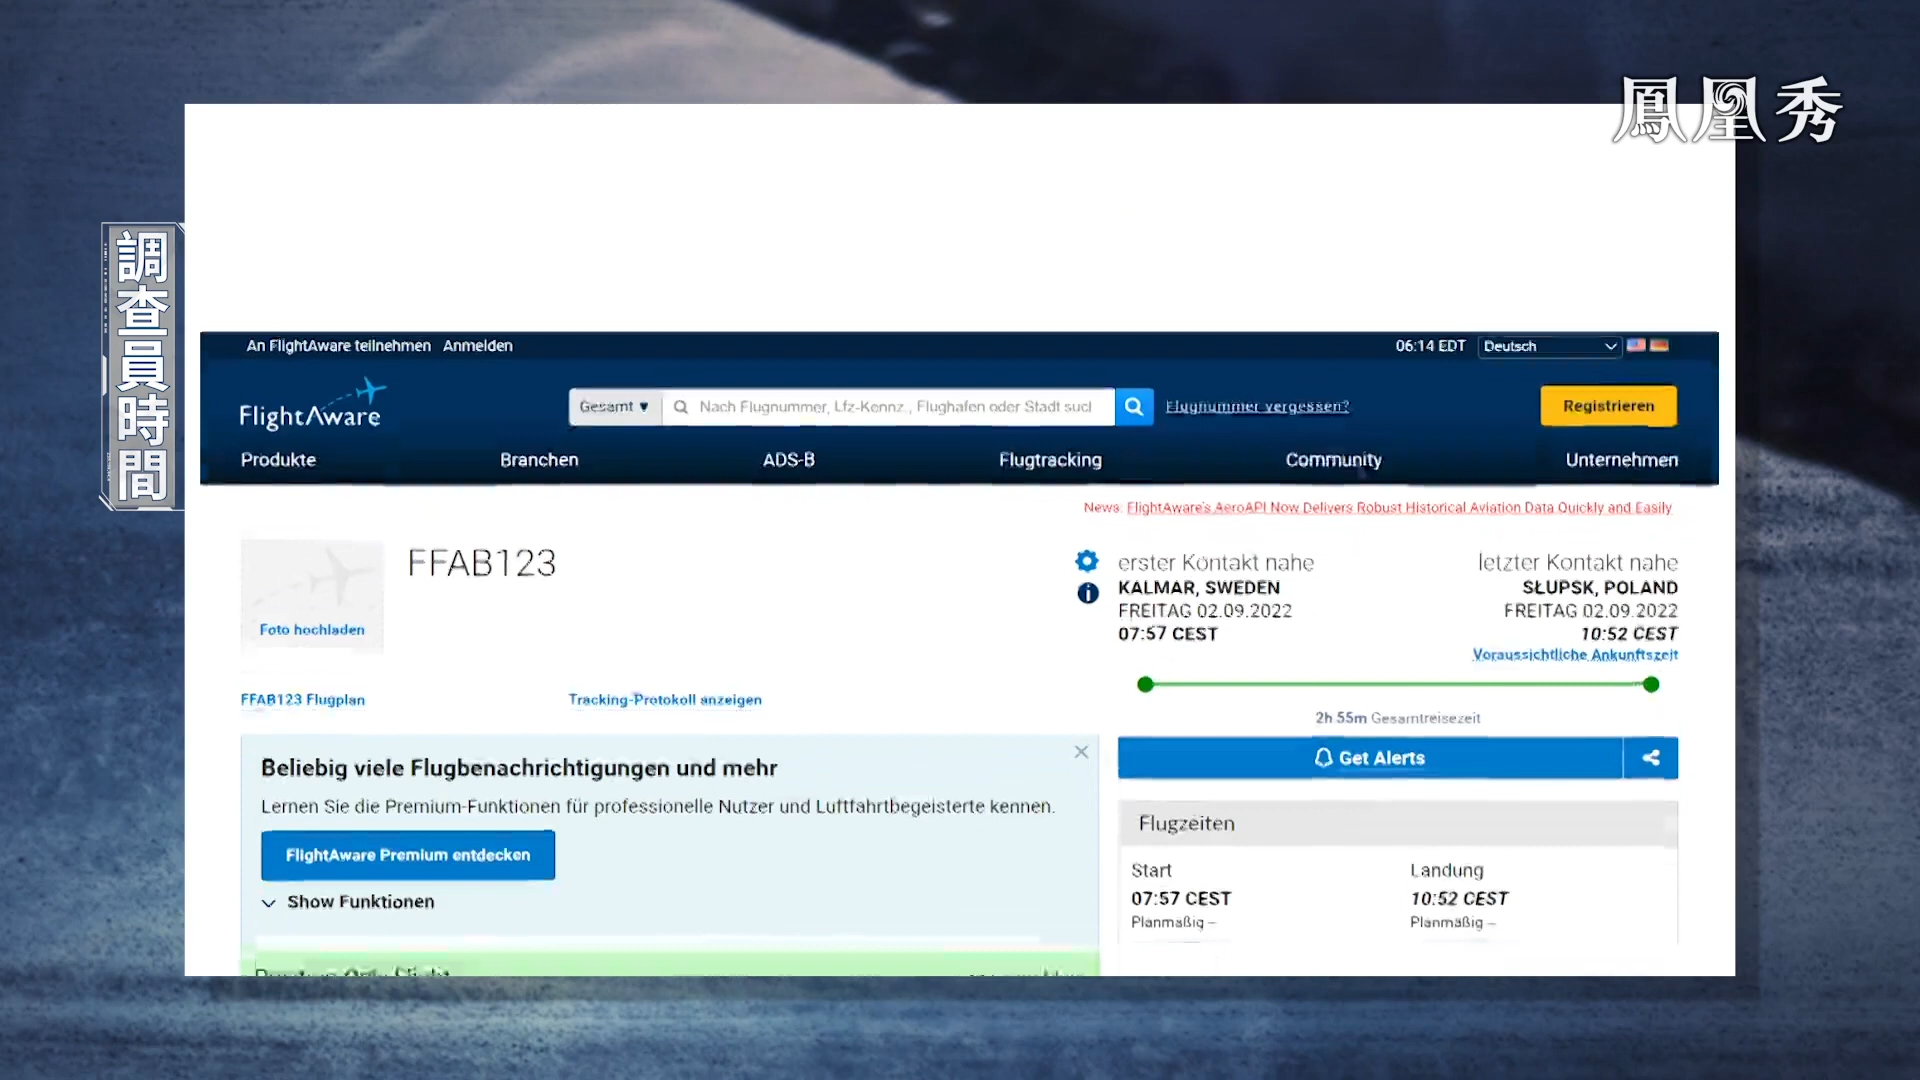 鳳凰秀
調查員時間
An FlightAware teilnehmen Anmelden
06:14 EDT Deutsch
FlightAware
Gesamt ▼ Nach Flugnummer, Lfz-Kennz., Flughafen oder Stadt sucl
Flugnummer vergessen?
Registrieren
Produkte Branchen ADS-B Flugtracking Community Unternehmen
News: FlightAware's AeroAPI Now Delivers Robust Historical Aviation Data Quickly and Easily
FFAB123
Foto hochladen
erster Kontakt nahe
KALMAR, SWEDEN
FREITAG 02.09.2022
07:57 CEST
letzter Kontakt nahe
SŁUPSK, POLAND
FREITAG 02.09.2022
10:52 CEST
Voraussichtliche Ankunftszeit
2h 55m Gesamtreisezeit
FFAB123 Flugplan
Tracking-Protokoll anzeigen
Beliebig viele Flugbenachrichtigungen und mehr
Lernen Sie die Premium-Funktionen für professionelle Nutzer und Luftfahrtbegeisterte kennen.
FlightAware Premium entdecken
Show Funktionen
Get Alerts
Flugzeiten
Start Landung
07:57 CEST 10:52 CEST
Planmäßig – Planmäßig –